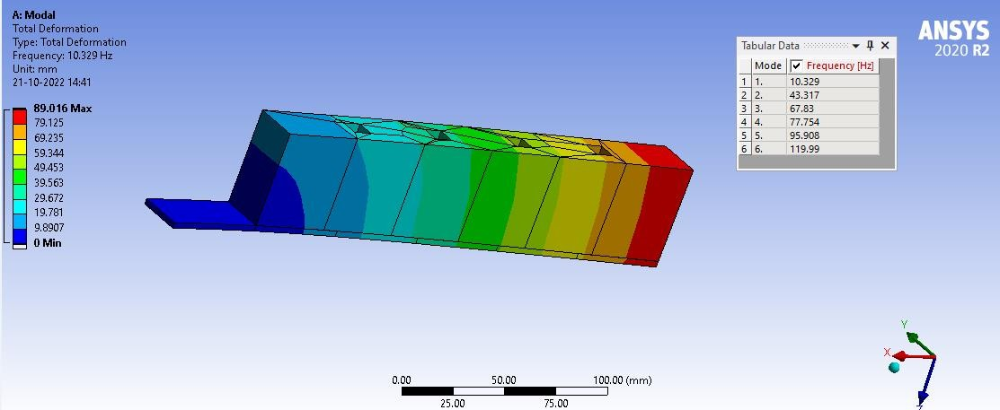 A: Modal
Total Deformation
Type: Total Deformation
Frequency: 10.329 Hz
Unit: mm
21-10-2022 14:41
89.016 Max
79.125
69.235
59.344
49.453
39.563
29.672
19.781
9.8907
0 Min
ANSYS
2020 R2
Tabular Data
Mode Frequency [Hz]
1 1. 10.329
2 2. 43.317
3 3. 67.83
4 4. 77.754
5 5. 95.908
6 6. 119.99
0.00 50.00 100.00 (mm)
25.00 75.00
Y
X
Z